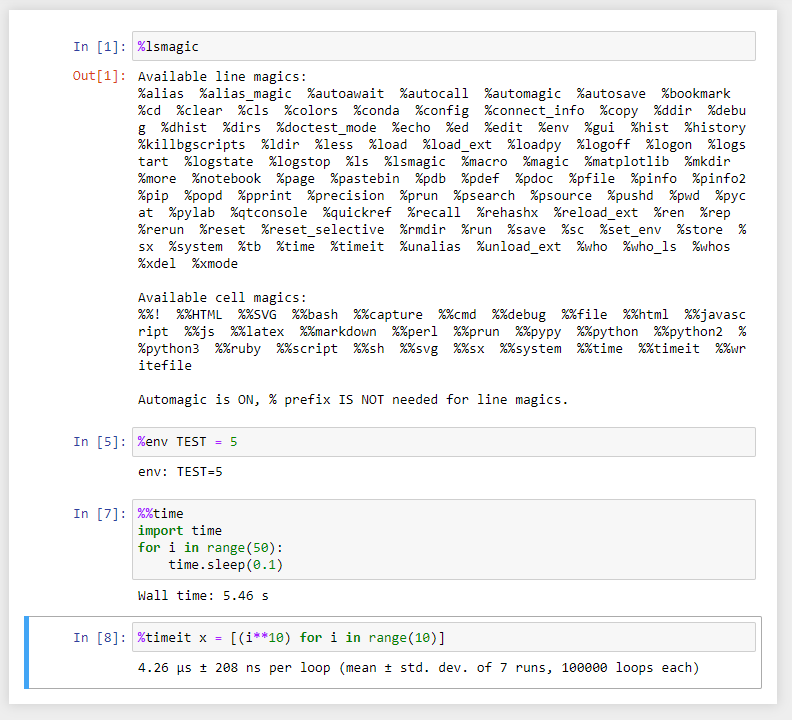 In [1]: %lsmagic
Out[1]: Available line magics:
%alias  %alias_magic  %autoawait  %autocall  %automagic  %autosave  %bookmark
%cd  %clear  %cls  %colors  %conda  %config  %connect_info  %copy  %ddir  %debu
g  %dhist  %dirs  %doctest_mode  %echo  %ed  %edit  %env  %gui  %hist  %history
%killbgscripts  %ldir  %less  %load  %load_ext  %loadpy  %logoff  %logon  %logs
tart  %logstate  %logstop  %ls  %lsmagic  %macro  %magic  %matplotlib  %mkdir
%more  %notebook  %page  %pastebin  %pdb  %pdef  %pdoc  %pfile  %pinfo  %pinfo2
%pip  %popd  %pprint  %precision  %prun  %psearch  %psource  %pushd  %pwd  %pyc
at  %pylab  %qtconsole  %quickref  %recall  %rehashx  %reload_ext  %ren  %rep
%rerun  %reset  %reset_selective  %rmdir  %run  %save  %sc  %set_env  %store  %
sx  %system  %tb  %time  %timeit  %unalias  %unload_ext  %who  %who_ls  %whos
%xdel  %xmode
Available cell magics:
%%!  %%HTML  %%SVG  %%bash  %%capture  %%cmd  %%debug  %%file  %%html  %%javasc
ript  %%js  %%latex  %%markdown  %%perl  %%prun  %%pypy  %%python  %%python2  %
%python3  %%ruby  %%script  %%sh  %%svg  %%sx  %%system  %%time  %%timeit  %%wr
itefile
Automagic is ON, % prefix IS NOT needed for line magics.
In [5]: %env TEST = 5
env: TEST=5
In [7]: %%time
import time
for i in range(50):
    time.sleep(0.1)
Wall time: 5.46 s
In [8]: %timeit x = [(i**10) for i in range(10)]
4.26 µs ± 208 ns per loop (mean ± std. dev. of 7 runs, 100000 loops each)